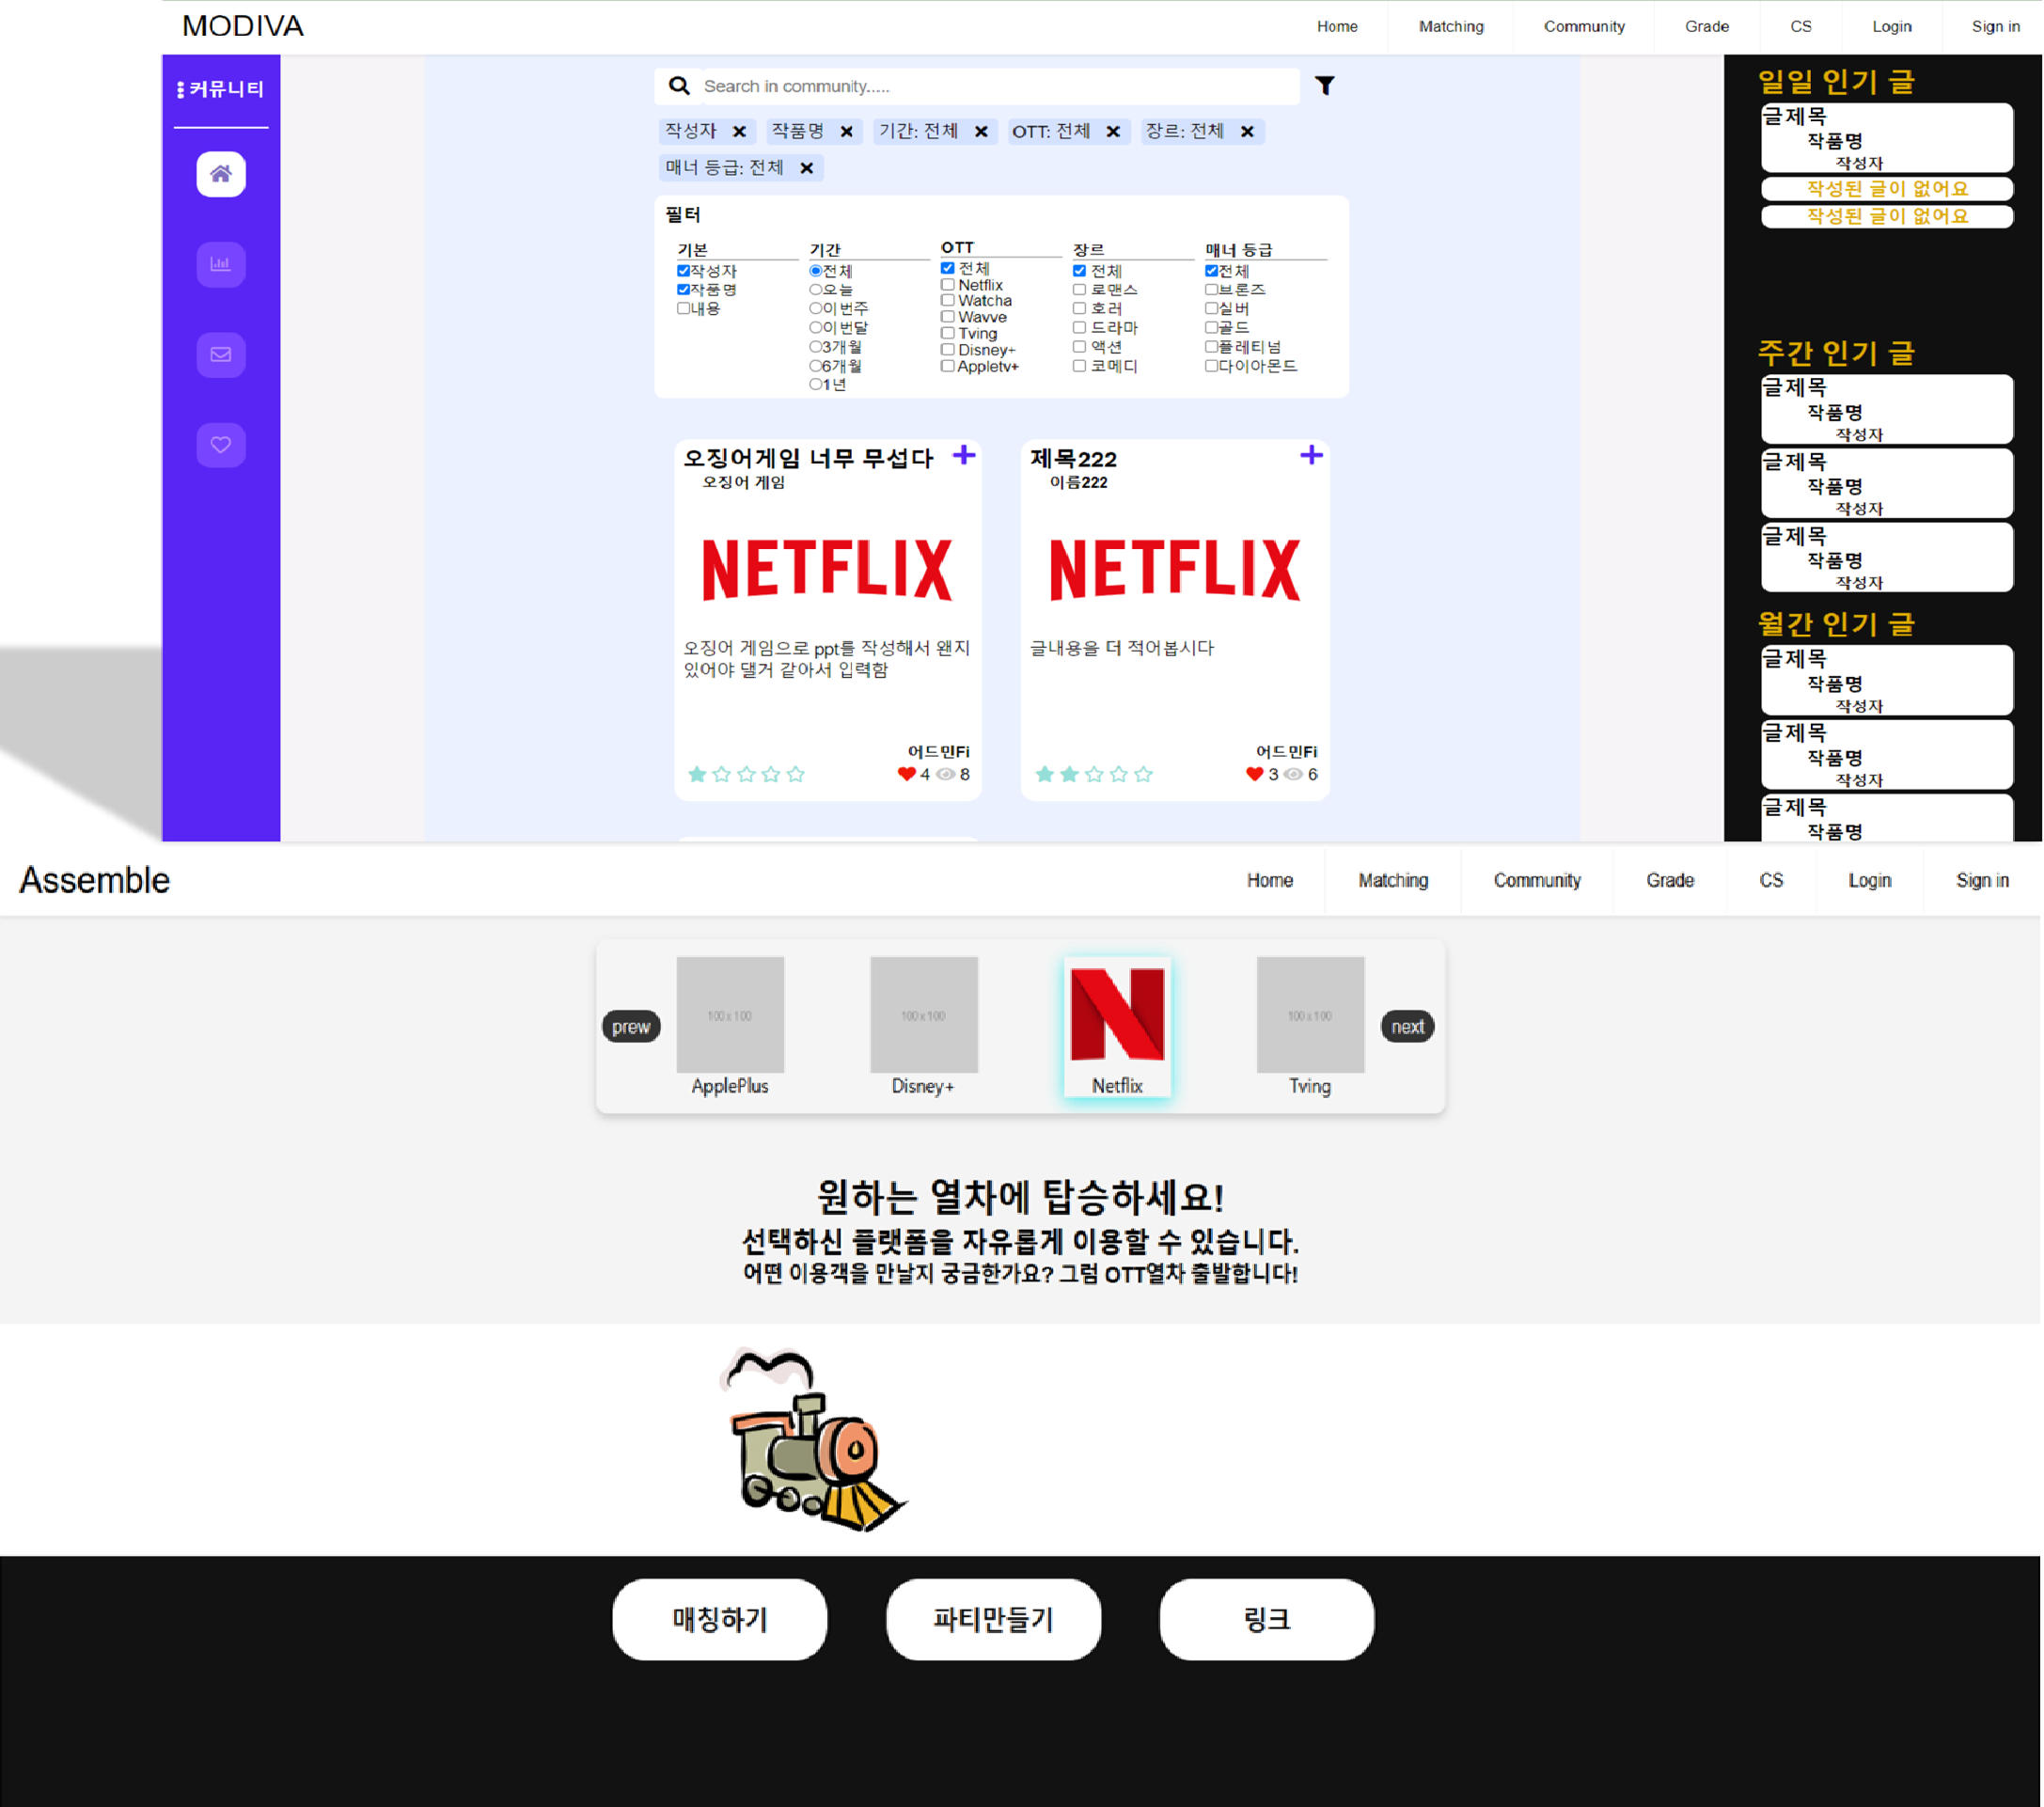 MODIVA
Home Matching Community Grade CS Login Sign in
커뮤니티
Search in community.....
작성자 ✕ 작품명 ✕ 기간: 전체 ✕ OTT: 전체 ✕ 장르: 전체 ✕
매너 등급: 전체 ✕
필터
기본
작성자
작품명
내용
기간
전체
오늘
이번주
이번달
3개월
6개월
1년
OTT
전체
Netflix
Watcha
Wavve
Tving
Disney+
Appletv+
장르
전체
로맨스
호러
드라마
액션
코메디
매너 등급
전체
브론즈
실버
골드
플레티넘
다이아몬드
오징어게임 너무 무섭다
오징어 게임
NETFLIX
오징어 게임으로 ppt를 작성해서 왠지
있어야 댈거 같아서 입력함
어드민Fi
4 8
제목222
이름222
NETFLIX
글내용을 더 적어봅시다
어드민Fi
3 6
일일 인기 글
글제목
작품명
작성자
작성된 글이 없어요
작성된 글이 없어요
주간 인기 글
글제목
작품명
작성자
글제목
작품명
작성자
글제목
작품명
작성자
월간 인기 글
글제목
작품명
작성자
글제목
작품명
작성자
글제목
작품명
Assemble
Home Matching Community Grade CS Login Sign in
prew
100 x 100
ApplePlus
100 x 100
Disney+
N
Netflix
100 x 100
Tving
next
원하는 열차에 탑승하세요!
선택하신 플랫폼을 자유롭게 이용할 수 있습니다.
어떤 이용객을 만날지 궁금한가요? 그럼 OTT열차 출발합니다!
매칭하기 파티만들기 링크